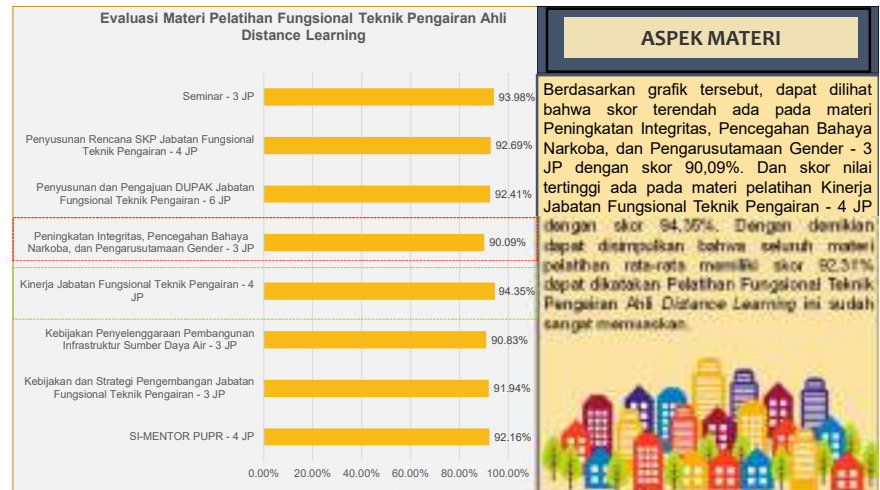 Evaluasi Materi Pelatihan Fungsional Teknik Pengairan Ahli
Distance Learning
Seminar - 3 JP
93.98%
Penyusunan Rencana SKP Jabatan Fungsional
Teknik Pengairan - 4 JP
92.69%
Penyusunan dan Pengajuan DUPAK Jabatan
Fungsional Teknik Pengairan - 6 JP
92.41%
Peningkatan Integritas, Pencegahan Bahaya
Narkoba, dan Pengarusutamaan Gender - 3 JP
90.09%
Kinerja Jabatan Fungsional Teknik Pengairan - 4
JP
94.35%
Kebijakan Penyelenggaraan Pembangunan
Infrastruktur Sumber Daya Air - 3 JP
90.83%
Kebijakan dan Strategi Pengembangan Jabatan
Fungsional Teknik Pengairan - 3 JP
91.94%
SI-MENTOR PUPR - 4 JP
92.16%
0.00% 20.00% 40.00% 60.00% 80.00% 100.00%
ASPEK MATERI
Berdasarkan grafik tersebut, dapat dilihat
bahwa skor terendah ada pada materi
Peningkatan Integritas, Pencegahan Bahaya
Narkoba, dan Pengarusutamaan Gender - 3
JP dengan skor 90,09%. Dan skor nilai
tertinggi ada pada materi pelatihan Kinerja
Jabatan Fungsional Teknik Pengairan - 4 JP
dengan skor 94,35%. Dengan demikian
dapat disimpulkan bahwa seluruh materi
pelatihan rata-rata memiliki skor 92,31%
dapat dikatakan Pelatihan Fungsional Teknik
Pengairan Ahli Distance Learning ini sudah
sangat memuaskan.